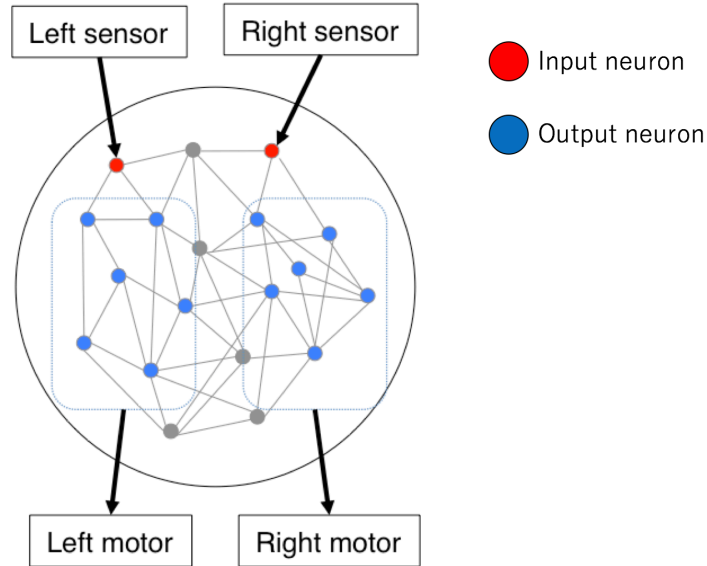 Left sensor
Right sensor
Input neuron
Output neuron
Left motor
Right motor